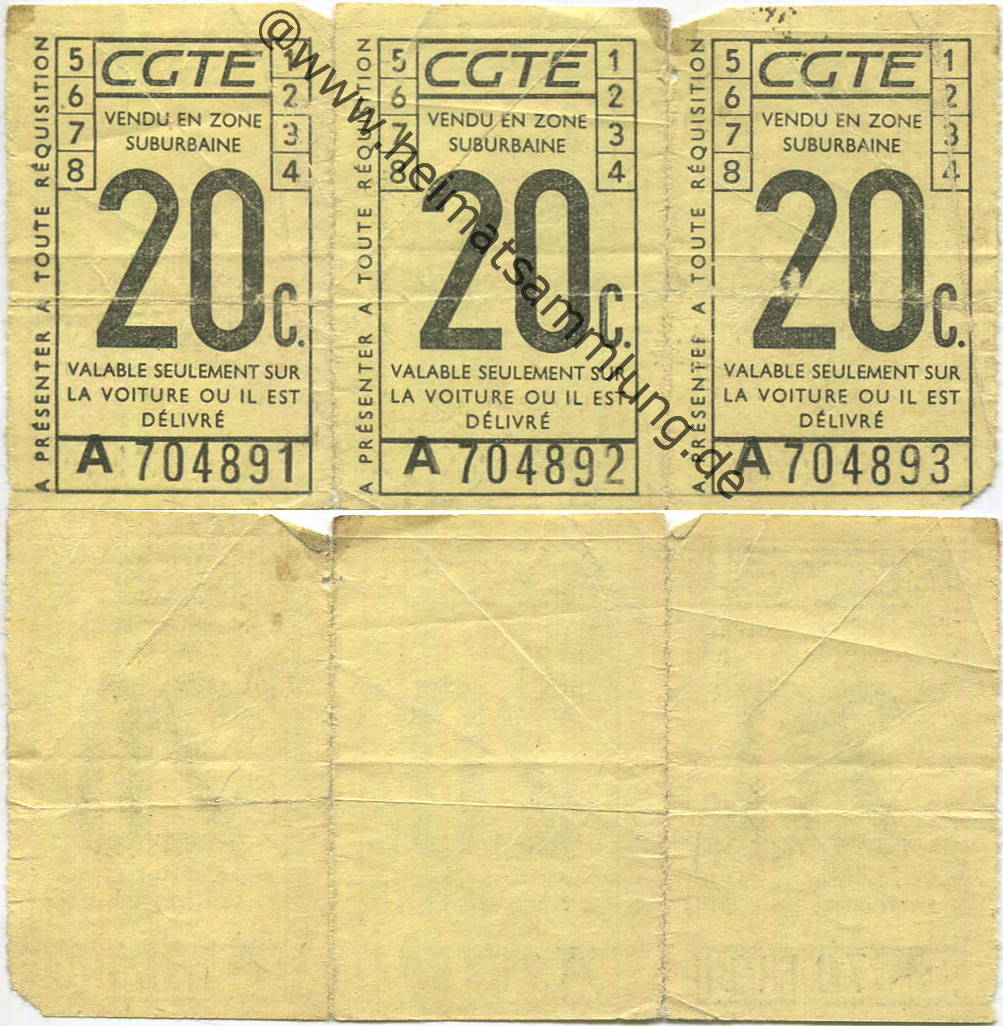 A PRÉSENTER A TOUTE RÉQUISITION
5 CGTE 1
6 2
7 VENDU EN ZONE 3
8 SUBURBAINE 4
20 C.
VALABLE SEULEMENT SUR
LA VOITURE OU IL EST
DÉLIVRÉ
A 704891
A PRÉSENTER A TOUTE RÉQUISITION
5 CGTE 1
6 2
7 VENDU EN ZONE 3
8 SUBURBAINE 4
20 C.
VALABLE SEULEMENT SUR
LA VOITURE OU IL EST
DÉLIVRÉ
A 704892
A PRÉSENTER A TOUTE RÉQUISITION
5 CGTE 1
6 2
7 VENDU EN ZONE 3
8 SUBURBAINE 4
20 C.
VALABLE SEULEMENT SUR
LA VOITURE OU IL EST
DÉLIVRÉ
A 704893
@www.heimatsammlung.de